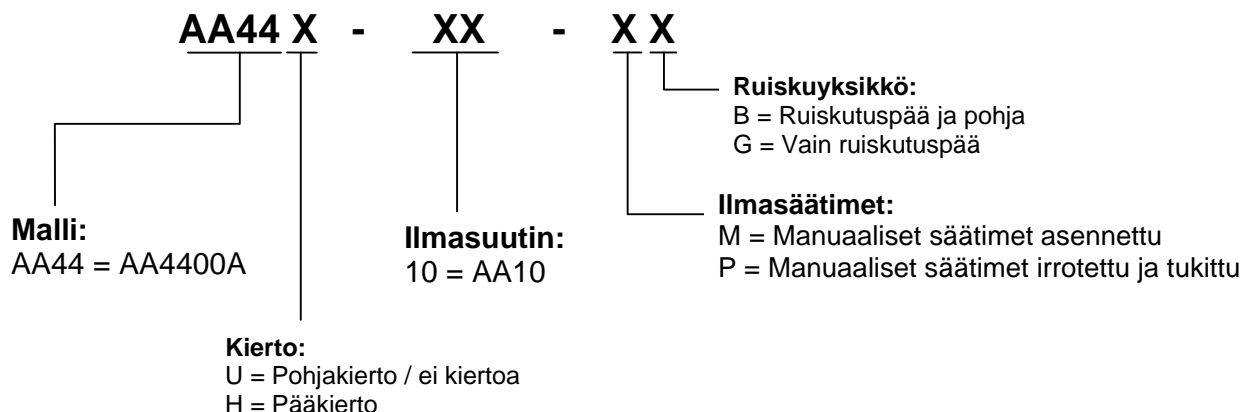 AA44 X - XX - X X
Ruiskuyksikkö:
B = Ruiskutuspää ja pohja
G = Vain ruiskutuspää
Ilmasäätimet:
M = Manuaaliset säätimet asennettu
P = Manuaaliset säätimet irrotettu ja tukittu
Malli:
AA44 = AA4400A
Ilmasuutin:
10 = AA10
Kierto:
U = Pohjakierto / ei kiertoa
H = Pääkierto